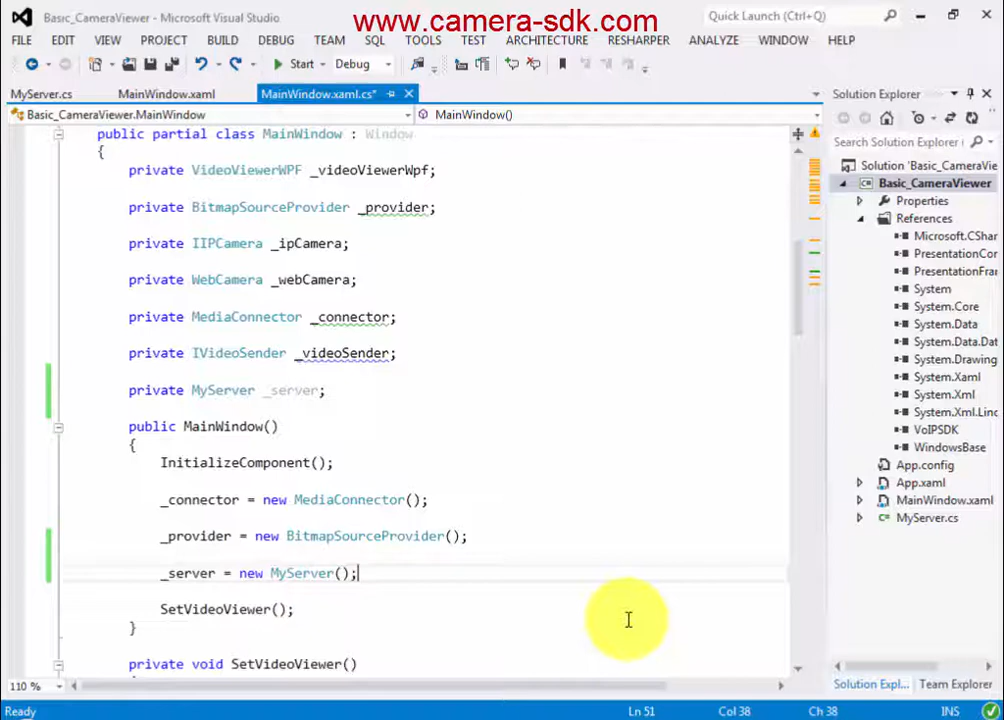 Basic_CameraViewer - Microsoft Visual Studio
www.camera-sdk.com
Quick Launch (Ctrl+Q)
FILE EDIT VIEW PROJECT BUILD DEBUG TEAM SQL TOOLS TEST ARCHITECTURE RESHARPER ANALYZE WINDOW HELP
Start Debug
MyServer.cs MainWindow.xaml MainWindow.xaml.cs*
Basic_CameraViewer.MainWindow MainWindow()
public partial class MainWindow : Window
{
private VideoViewerWPF _videoViewerWpf;
private BitmapSourceProvider _provider;
private IIPCamera _ipCamera;
private WebCamera _webCamera;
private MediaConnector _connector;
private IVideoSender _videoSender;
private MyServer _server;
public MainWindow()
{
InitializeComponent();
_connector = new MediaConnector();
_provider = new BitmapSourceProvider();
_server = new MyServer();
SetVideoViewer();
}
private void SetVideoViewer()
110 %
Solution Explorer
Search Solution Explorer (
Solution 'Basic_CameraVie
Basic_CameraViewer
Properties
References
Microsoft.CShar
PresentationCor
PresentationFran
System
System.Core
System.Data
System.Data.Dat
System.Drawing
System.Xaml
System.Xml
System.Xml.Linq
VoIPSDK
WindowsBase
App.config
App.xaml
MainWindow.xaml
MyServer.cs
Solution Expl... Team Explorer
Ready Ln 51 Col 38 Ch 38 INS